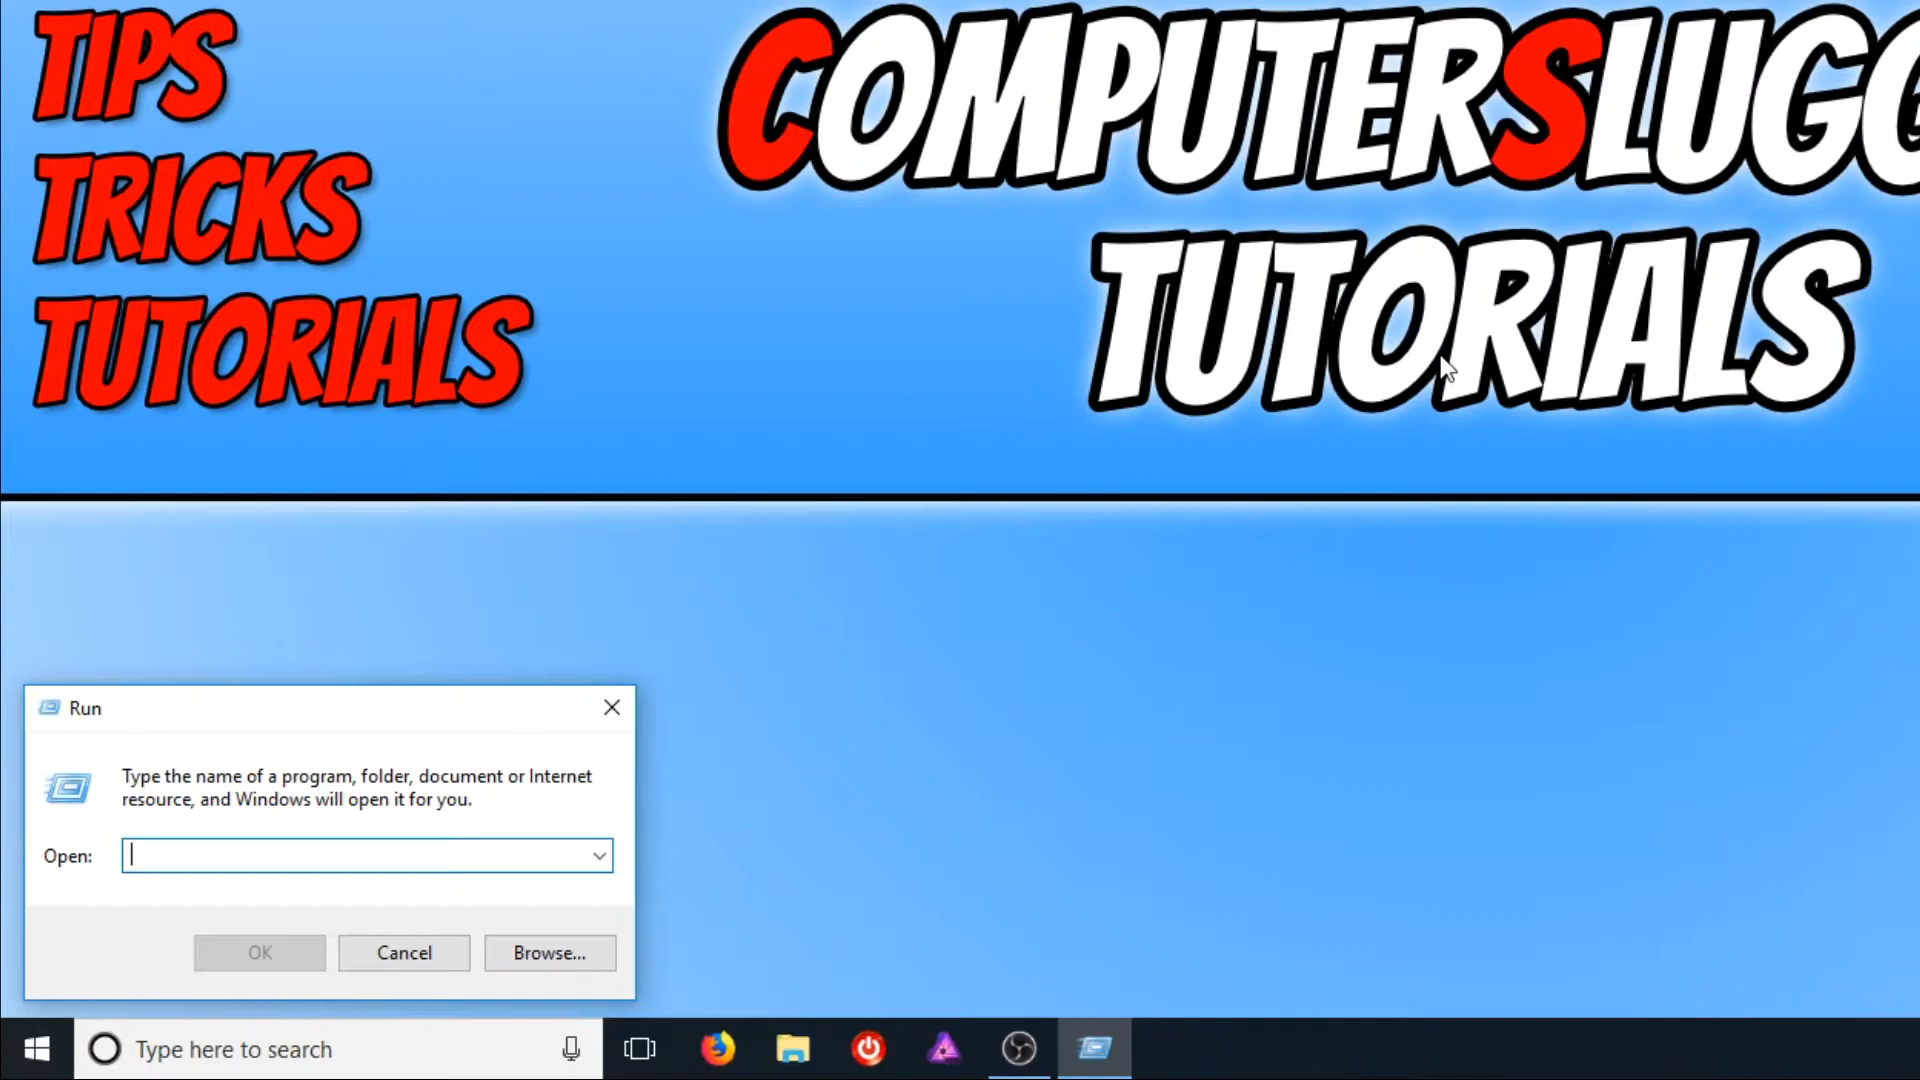 TIPS
TRICKS
TUTORIALS
COMPUTERSLUGG
TUTORIALS
Run
Type the name of a program, folder, document or Internet
resource, and Windows will open it for you.
Open:
OK
Cancel
Browse...
Type here to search